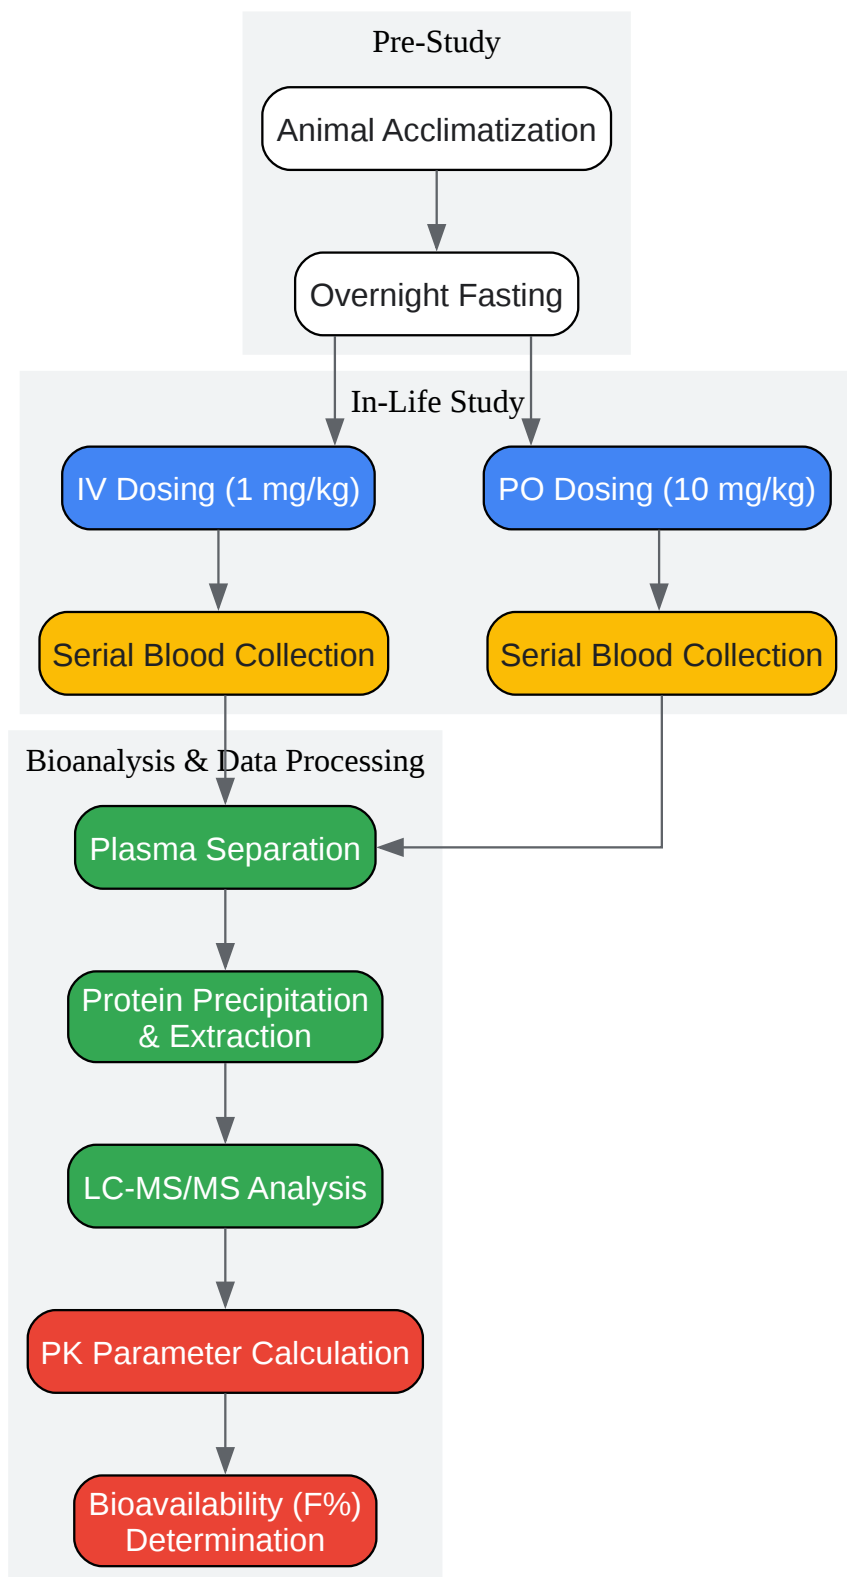 Pre-Study
Animal Acclimatization
Overnight Fasting
In-Life Study
IV Dosing (1 mg/kg)
PO Dosing (10 mg/kg)
Serial Blood Collection
Serial Blood Collection
Bioanalysis & Data Processing
Plasma Separation
Protein Precipitation
& Extraction
LC-MS/MS Analysis
PK Parameter Calculation
Bioavailability (F%)
Determination